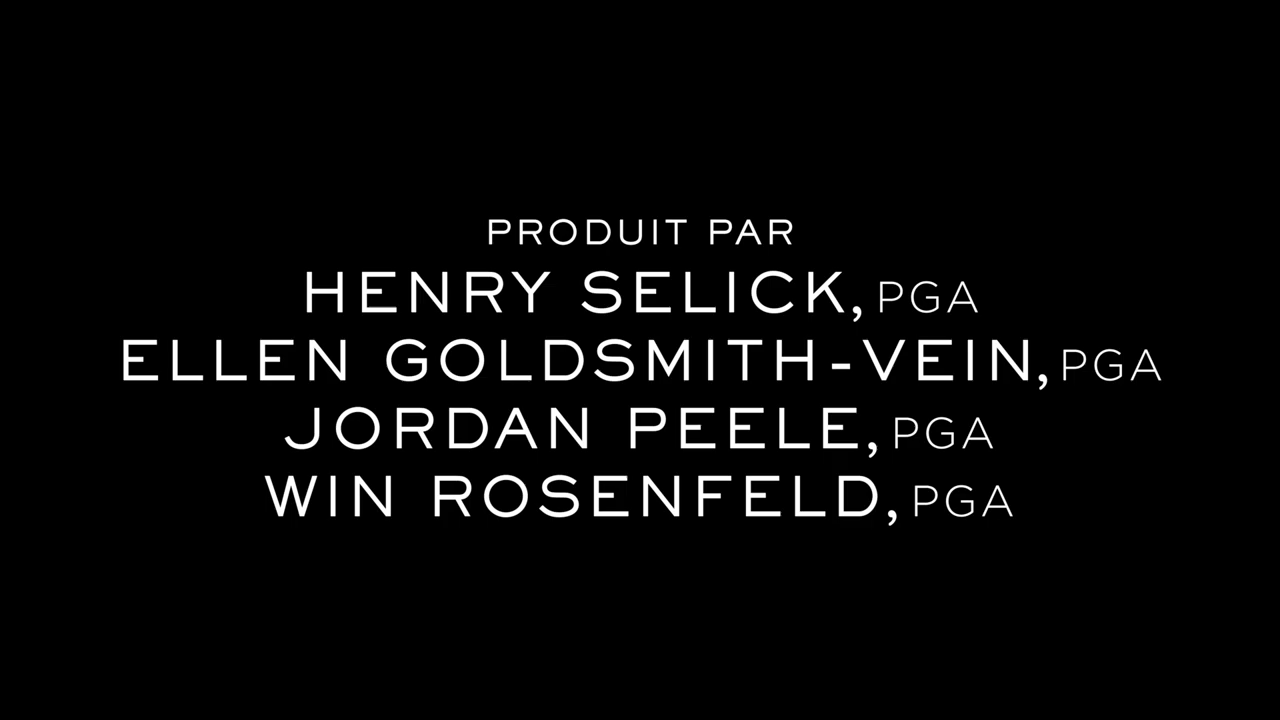 PRODUIT PAR
HENRY SELICK, PGA
ELLEN GOLDSMITH-VEIN, PGA
JORDAN PEELE, PGA
WIN ROSENFELD, PGA